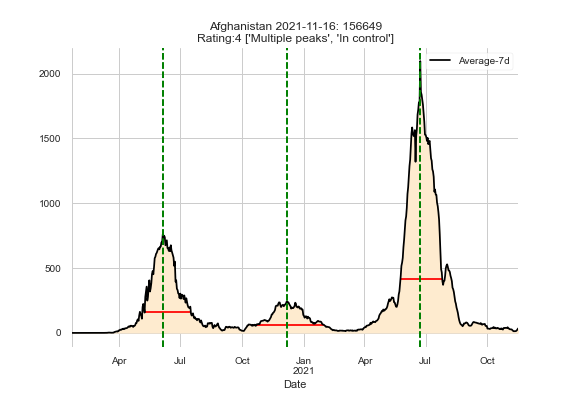 Afghanistan 2021-11-16: 156649
Rating:4 ['Multiple peaks', 'In control']
Average-7d
2000
1500
1000
500
0
Apr Jul Oct Jan Apr Jul Oct
2021
Date